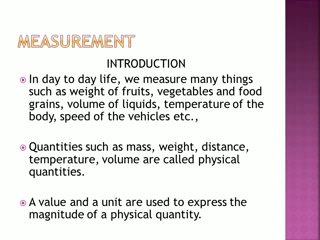 MEASUREMENT
INTRODUCTION
In day to day life, we measure many things
such as weight of fruits, vegetables and food
grains, volume of liquids, temperature of the
body, speed of the vehicles etc.,
Quantities such as mass, weight, distance,
temperature, volume are called physical
quantities.
A value and a unit are used to express the
magnitude of a physical quantity.